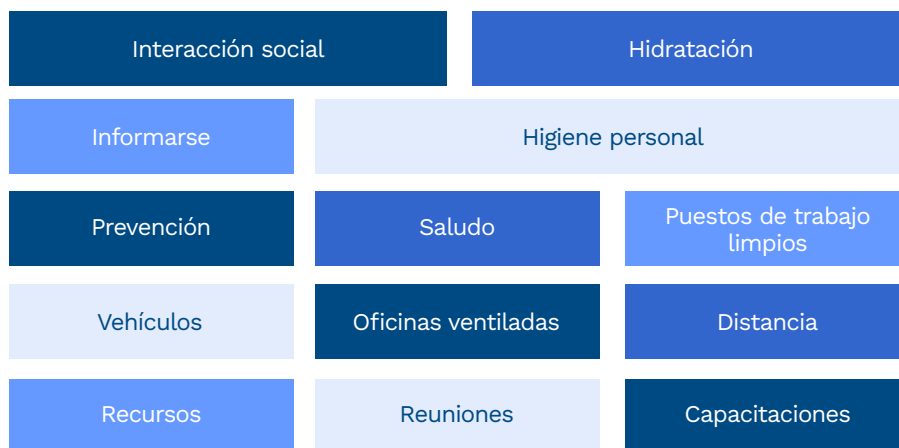 Interacción social
Hidratación
Informarse
Higiene personal
Prevención
Saludo
Puestos de trabajo
limpios
Vehículos
Oficinas ventiladas
Distancia
Recursos
Reuniones
Capacitaciones